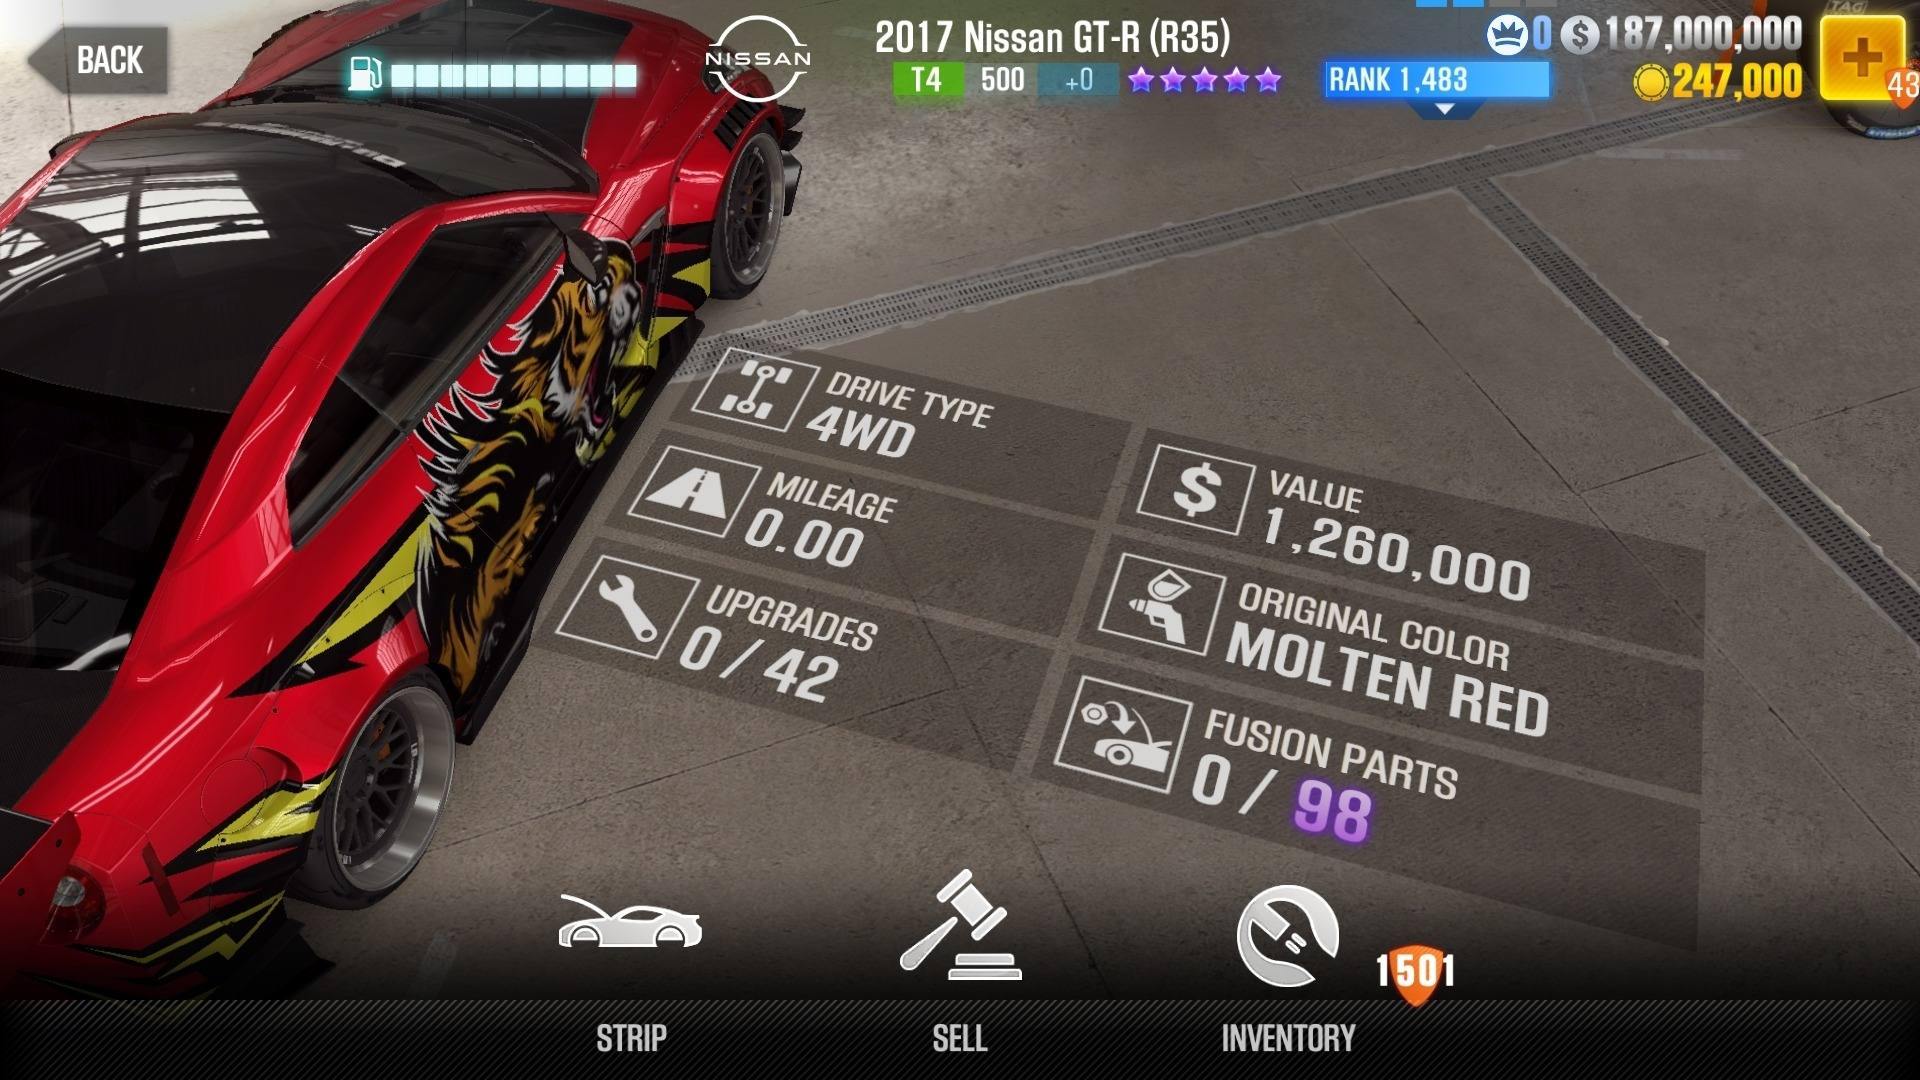 BACK
NISSAN
2017 Nissan GT-R (R35)
T4 500 +0
RANK 1,483
0 $ 187,000,000
247,000
+
43
TAG
DRIVE TYPE
4WD
MILEAGE
0.00
UPGRADES
0 / 42
$ VALUE
1,260,000
ORIGINAL COLOR
MOLTEN RED
FUSION PARTS
0 / 98
1501
STRIP
SELL
INVENTORY